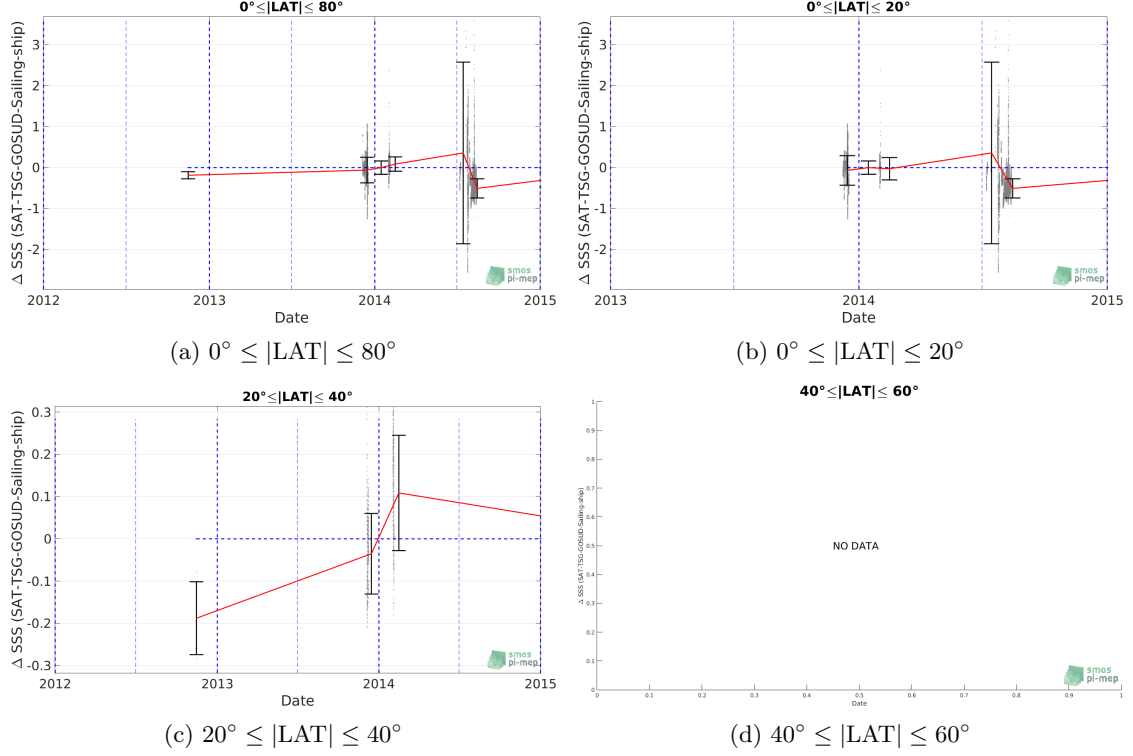 0°≤|LAT|≤ 80°
Δ SSS (SAT-TSG-GOSUD-Sailing-ship)
3
2
1
0
-1
-2
2012
2013
2014
2015
Date
smos
pi-mep
(a) 0° ≤ |LAT| ≤ 80°
0°≤|LAT|≤ 20°
Δ SSS (SAT-TSG-GOSUD-Sailing-ship)
3
2
1
0
-1
-2
2013
2014
2015
Date
smos
pi-mep
(b) 0° ≤ |LAT| ≤ 20°
20°≤|LAT|≤ 40°
Δ SSS (SAT-TSG-GOSUD-Sailing-ship)
0.3
0.2
0.1
0
-0.1
-0.2
-0.3
2012
2013
2014
2015
Date
smos
pi-mep
(c) 20° ≤ |LAT| ≤ 40°
40°≤|LAT|≤ 60°
Δ SSS (SAT-TSG-GOSUD-Sailing-ship)
1
0.9
0.8
0.7
0.6
0.5
0.4
0.3
0.2
0.1
0
NO DATA
0 0.1 0.2 0.3 0.4 0.5 0.6 0.7 0.8 0.9 1
Date
smos
pi-mep
(d) 40° ≤ |LAT| ≤ 60°